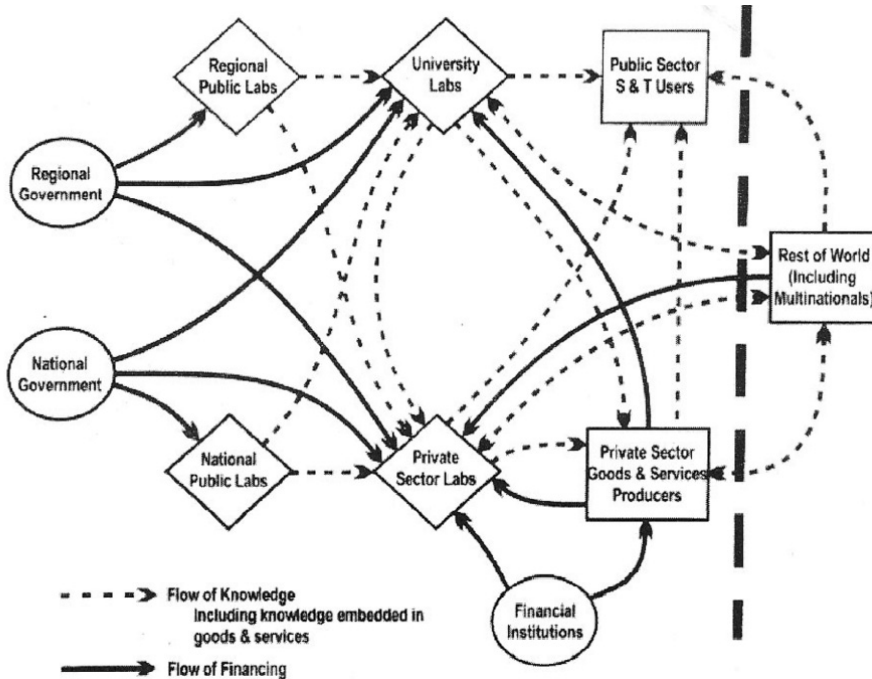 Regional
Public Labs
University
Labs
Public Sector
S & T Users
Regional
Government
Rest of World
(Including
Multinationals)
National
Government
National
Public Labs
Private
Sector Labs
Private Sector
Goods & Services
Producers
Financial
Institutions
Flow of Knowledge
Including knowledge embedded in
goods & services
Flow of Financing